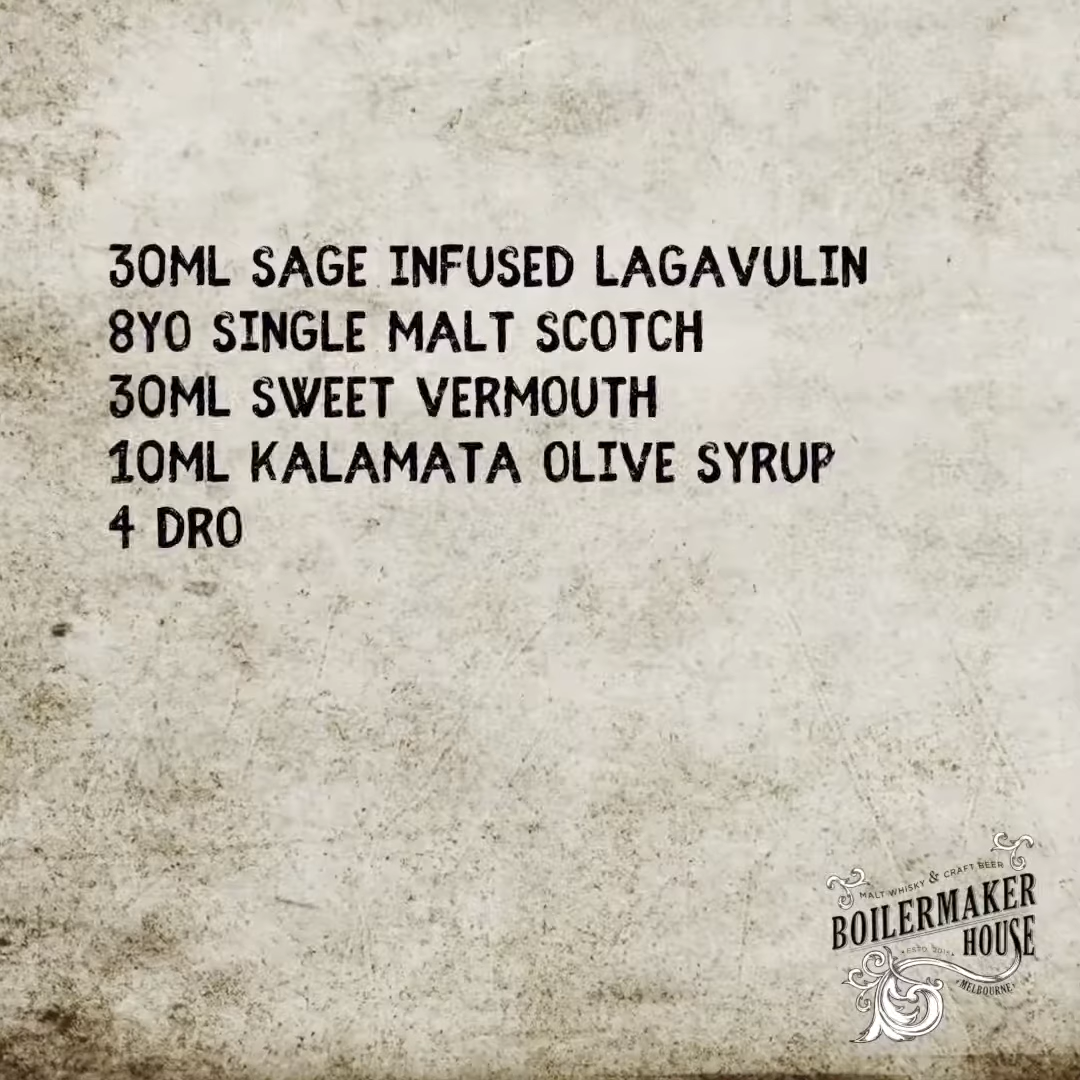 30ML SAGE INFUSED LAGAVULIN
8YO SINGLE MALT SCOTCH
30ML SWEET VERMOUTH
10ML KALAMATA OLIVE SYRUP
4 DRO
MALT WHISKY & CRAFT BEER
BOILERMAKER
HOUSE
MELBOURNE